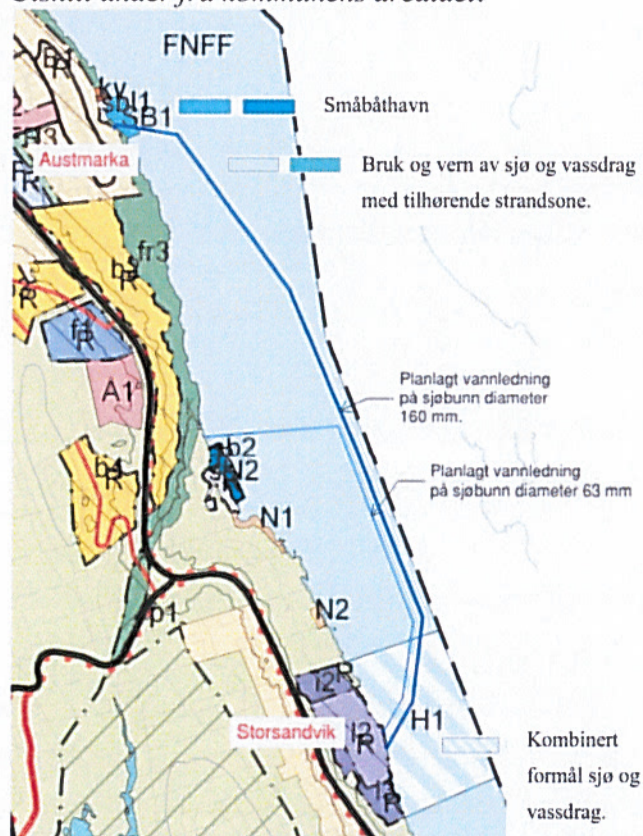 FNFF
Småbåthavn
SB1
Austmarka
Bruk og vern av sjø og vassdrag
med tilhørende strandsone.
fr3
A1
Planlagt vannledning
på sjøbunn diameter
160 mm.
Planlagt vannledning
på sjøbunn diameter 63 mm
N1
N2
p1
H1
Storsandvik
Kombinert
formål sjø og
vassdrag.